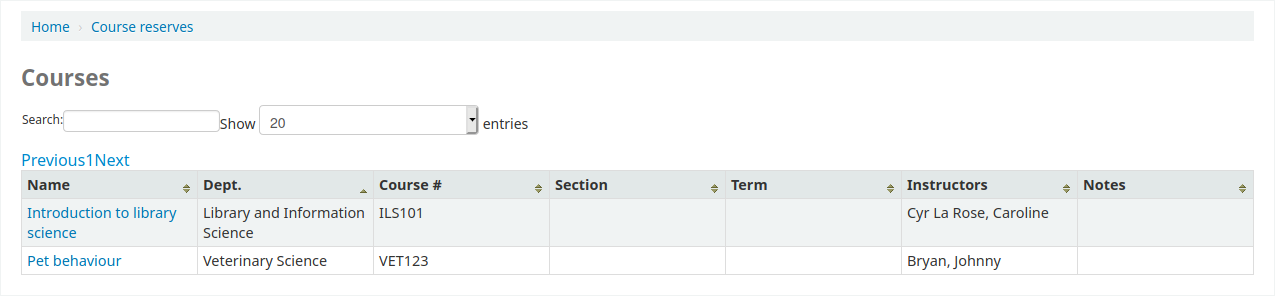 Home › Course reserves
Courses
Search: Show 20 entries
Previous1Next
Name Dept. Course # Section Term Instructors Notes
Introduction to library Library and Information ILS101 Cyr La Rose, Caroline
science Science
Pet behaviour Veterinary Science VET123 Bryan, Johnny